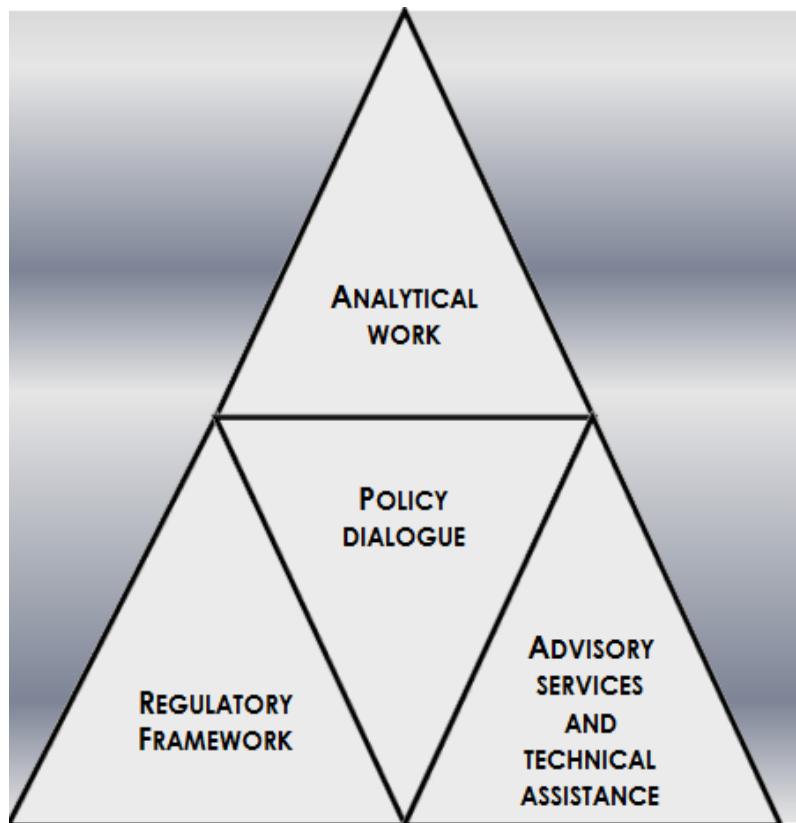 ANALYTICAL
WORK
POLICY
DIALOGUE
REGULATORY
FRAMEWORK
ADVISORY
SERVICES
AND
TECHNICAL
ASSISTANCE